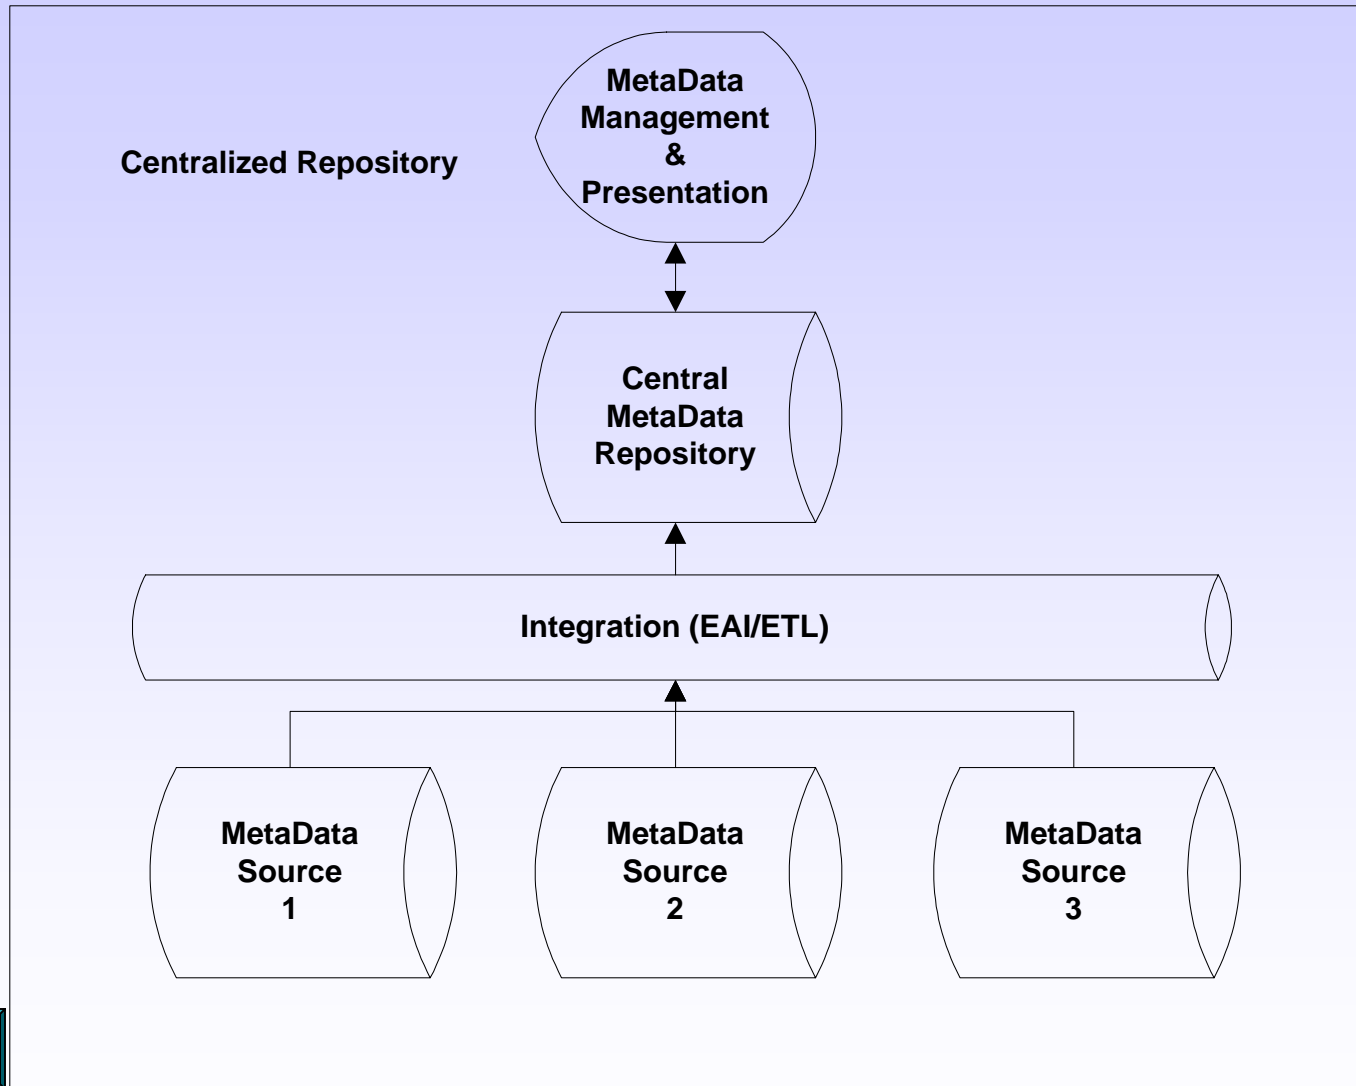 MetaData
Management
&
Presentation
Centralized Repository
Central
MetaData
Repository
Integration (EAI/ETL)
MetaData
Source
1
MetaData
Source
2
MetaData
Source
3